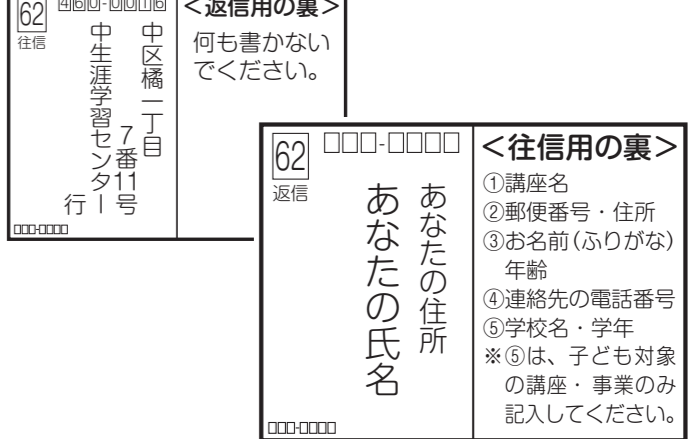 62
往信
460-0016
中区橘一丁目
7番11号
中生涯学習センター
行
□□□-□□□□
<返信用の裏>
何も書かない
でください。
62
返信
□□□-□□□□
あなたの住所
あなたの氏名
□□□-□□□□
<往信用の裏>
①講座名
②郵便番号・住所
③お名前(ふりがな)
年齢
④連絡先の電話番号
⑤学校名・学年
※⑤は、子ども対象
の講座・事業のみ
記入してください。